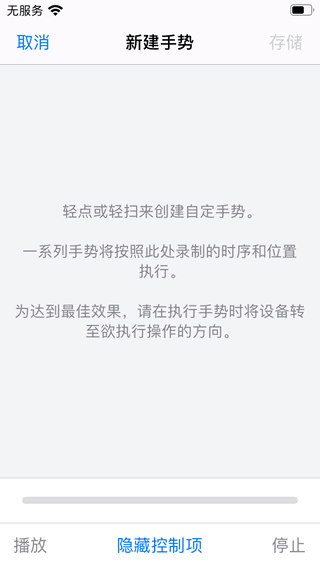 无服务
取消 新建手势 存储
轻点或轻扫来创建自定手势。
一系列手势将按照此处录制的时序和位置
执行。
为达到最佳效果，请在执行手势时将设备转
至欲执行操作的方向。
播放 隐藏控制项 停止